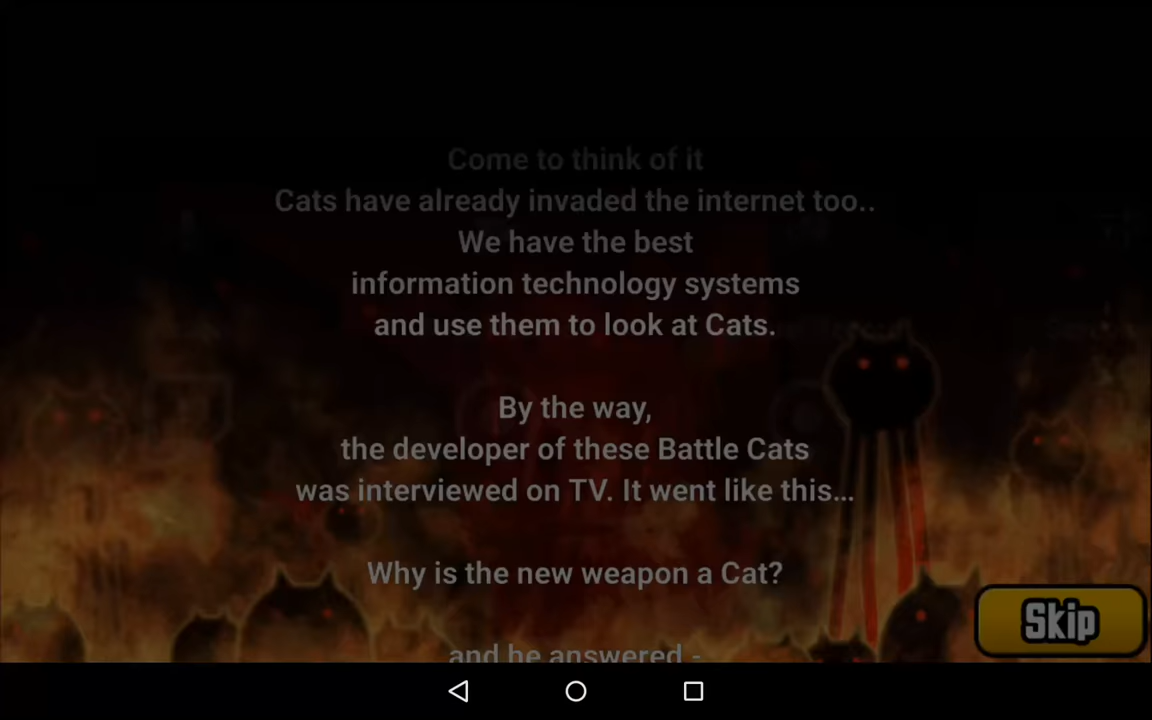 Come to think of it
Cats have already invaded the internet too..
We have the best
information technology systems
and use them to look at Cats.
By the way,
the developer of these Battle Cats
was interviewed on TV. It went like this...
Why is the new weapon a Cat?
Skip
and he answered -